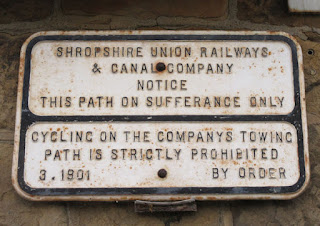 SHROPSHIRE UNION RAILWAYS
& CANAL COMPANY
NOTICE
THIS PATH ON SUFFERANCE ONLY
CYCLING ON THE COMPANYS TOWING
PATH IS STRICTLY PROHIBITED
3. 1901 BY ORDER